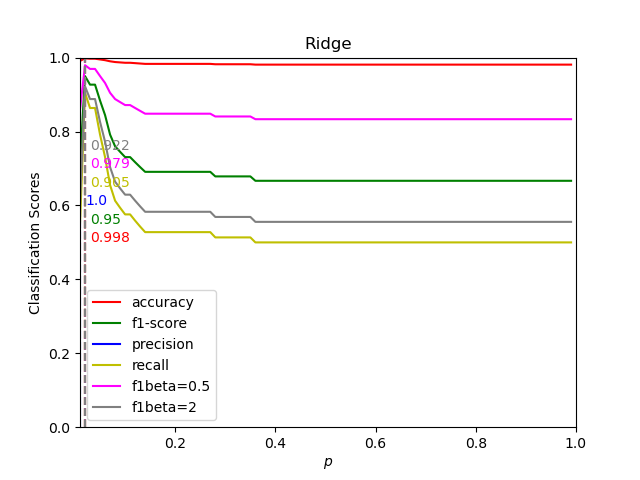 Ridge
1.0
0.8
0.6
0.4
0.2
0.0
Classification Scores
0.922
0.979
0.905
1.0
0.95
0.998
accuracy
f1-score
precision
recall
f1beta=0.5
f1beta=2
0.2
0.4
0.6
0.8
1.0
p